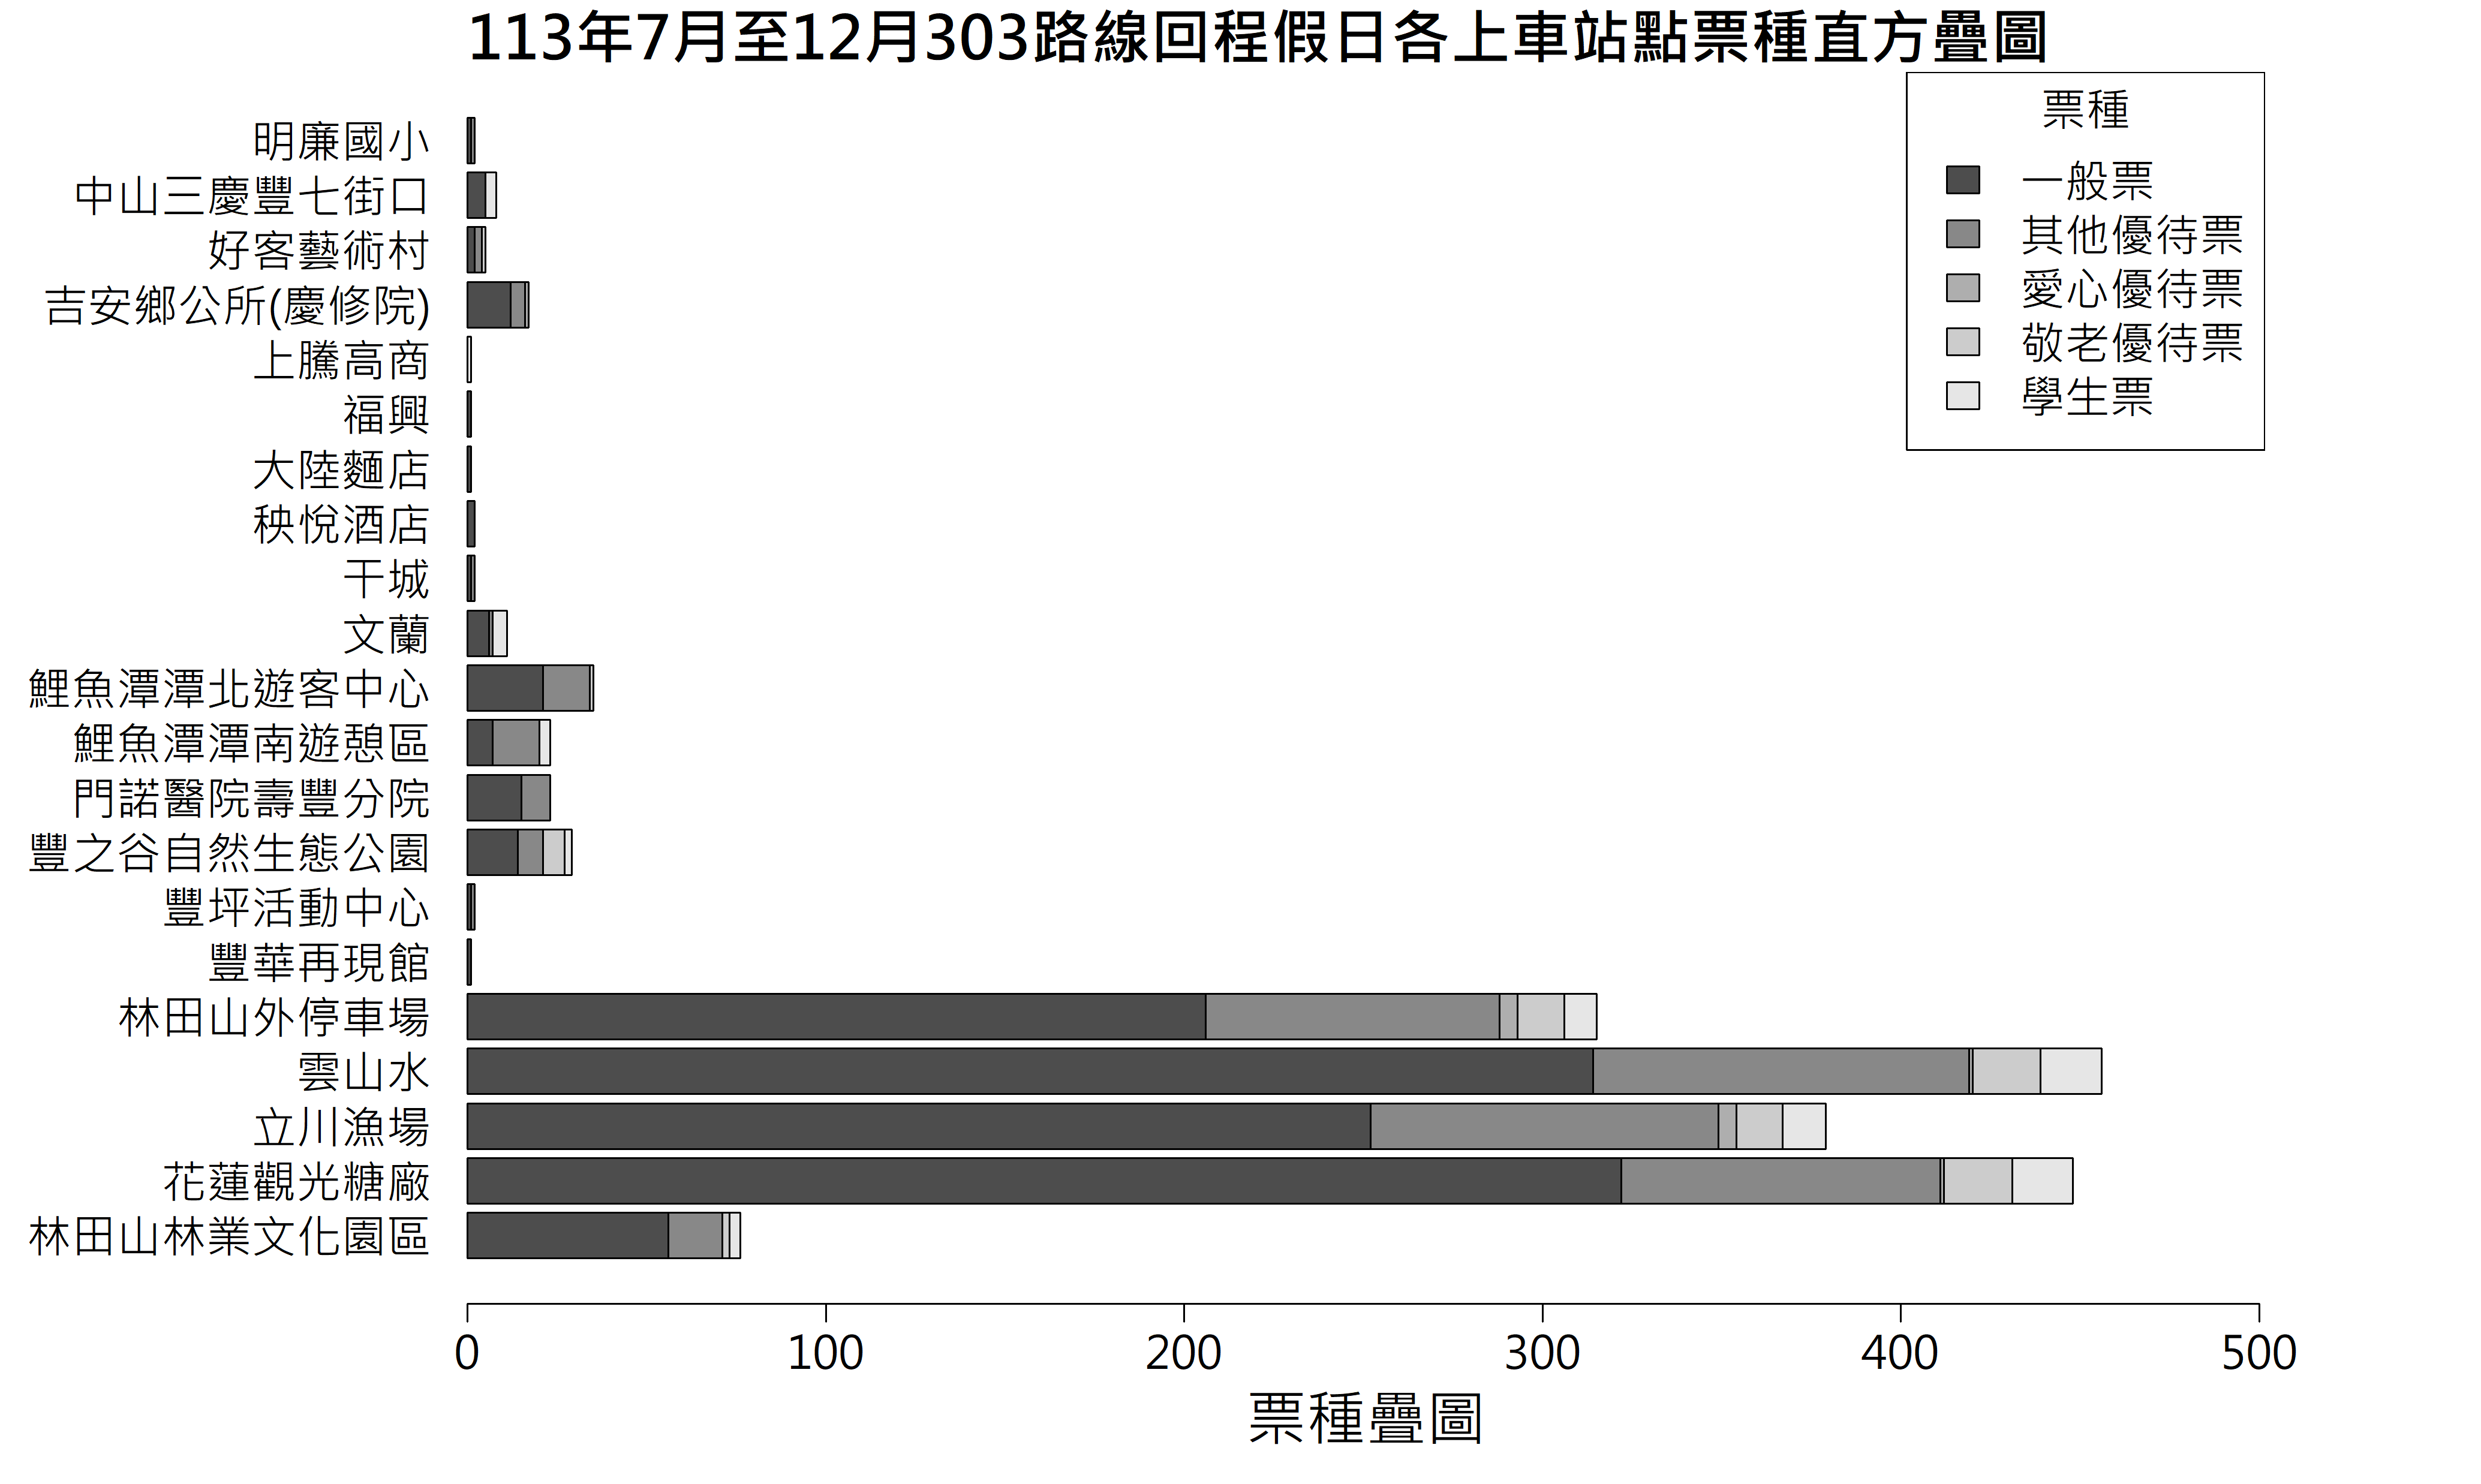 113年7月至12月303路線回程假日各上車站點票種直方疊圖
票種
一般票
其他優待票
愛心優待票
敬老優待票
學生票
明廉國小
中山三慶豐七街口
好客藝術村
吉安鄉公所(慶修院)
上騰高商
福興
大陸麵店
秧悅酒店
干城
文蘭
鯉魚潭潭北遊客中心
鯉魚潭潭南遊憩區
門諾醫院壽豐分院
豐之谷自然生態公園
豐坪活動中心
豐華再現館
林田山外停車場
雲山水
立川漁場
花蓮觀光糖廠
林田山林業文化園區
0 100 200 300 400 500
票種疊圖